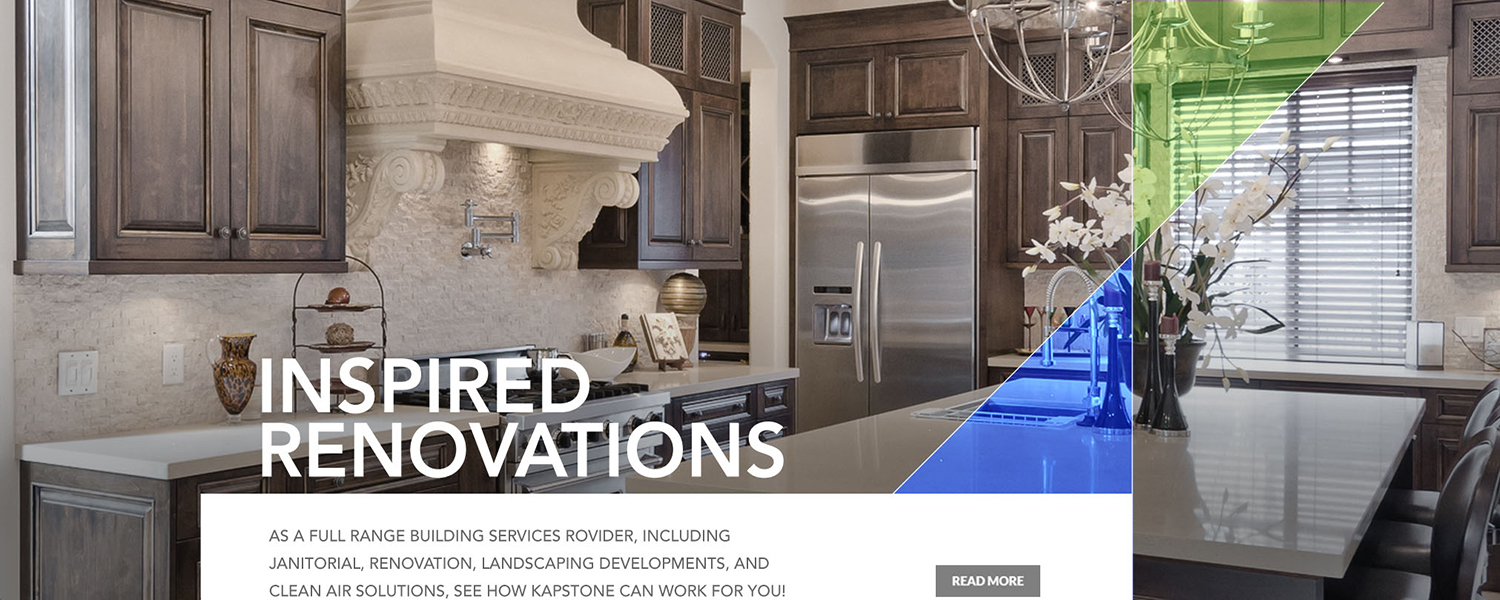 INSPIRED
RENOVATIONS
AS A FULL RANGE BUILDING SERVICES ROVIDER, INCLUDING
JANITORIAL, RENOVATION, LANDSCAPING DEVELOPMENTS, AND
CLEAN AIR SOLUTIONS, SEE HOW KAPSTONE CAN WORK FOR YOU!
READ MORE